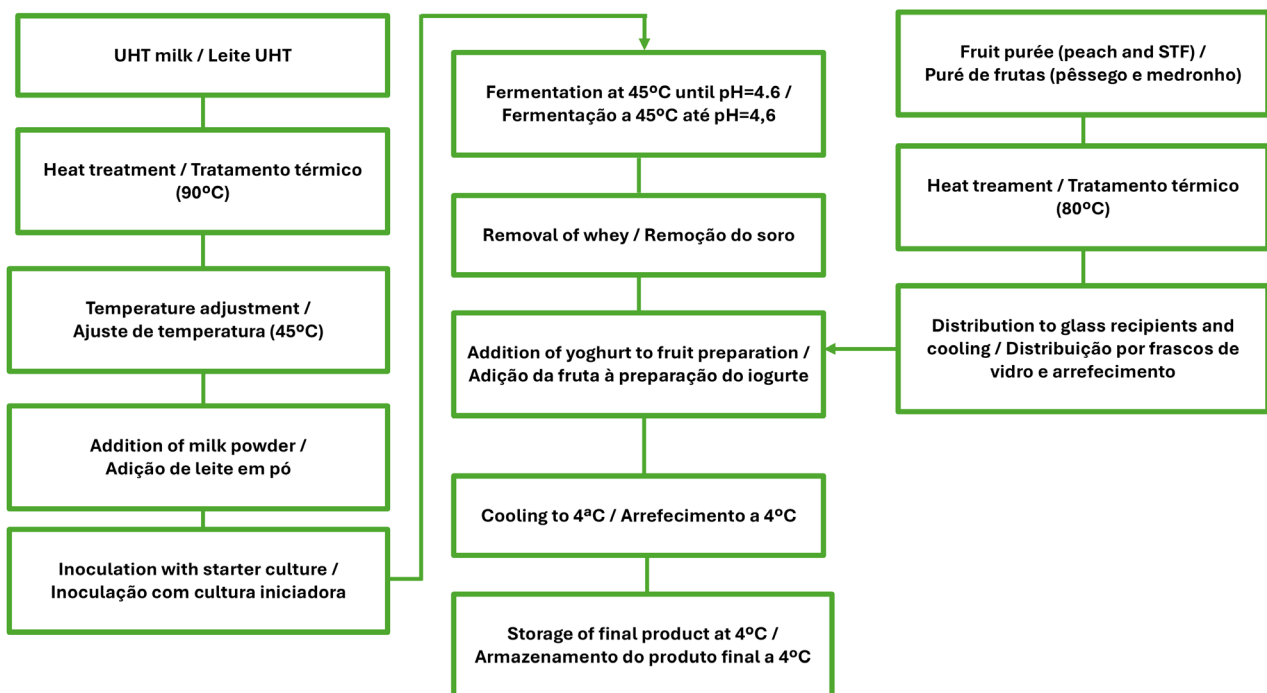 UHT milk / Leite UHT
Heat treatment / Tratamento térmico
(90ºC)
Temperature adjustment /
Ajuste de temperatura (45ºC)
Addition of milk powder /
Adição de leite em pó
Inoculation with starter culture /
Inoculação com cultura iniciadora
Fermentation at 45ºC until pH=4.6 /
Fermentação a 45ºC até pH=4,6
Removal of whey / Remoção do soro
Addition of yoghurt to fruit preparation /
Adição da fruta à preparação do iogurte
Cooling to 4ªC / Arrefecimento a 4ºC
Storage of final product at 4ºC /
Armazenamento do produto final a 4ºC
Fruit purée (peach and STF) /
Puré de frutas (pêssego e medronho)
Heat treament / Tratamento térmico
(80ºC)
Distribution to glass recipients and
cooling / Distribuição por frascos de
vidro e arrefecimento